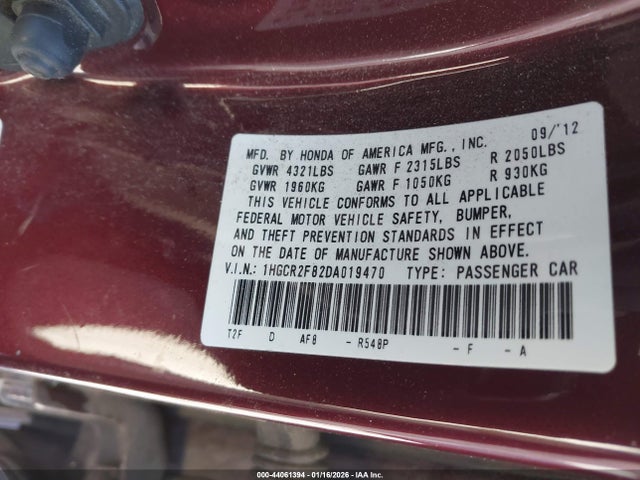 09/'12
MFD. BY HONDA OF AMERICA MFG., INC.
GVWR 4321LBS GAWR F 2315LBS R 2050LBS
GVWR 1960KG GAWR F 1050KG R 930KG
THIS VEHICLE CONFORMS TO ALL APPLICABLE
FEDERAL MOTOR VEHICLE SAFETY, BUMPER,
AND THEFT PREVENTION STANDARDS IN EFFECT
ON THE DATE OF MANUFACTURE SHOWN ABOVE.
V.I.N.: 1HGCR2F82DA019470 TYPE: PASSENGER CAR
T2F D AF8 - R548P - F - A
000-44061394 - 01/16/2026 - IAA Inc.